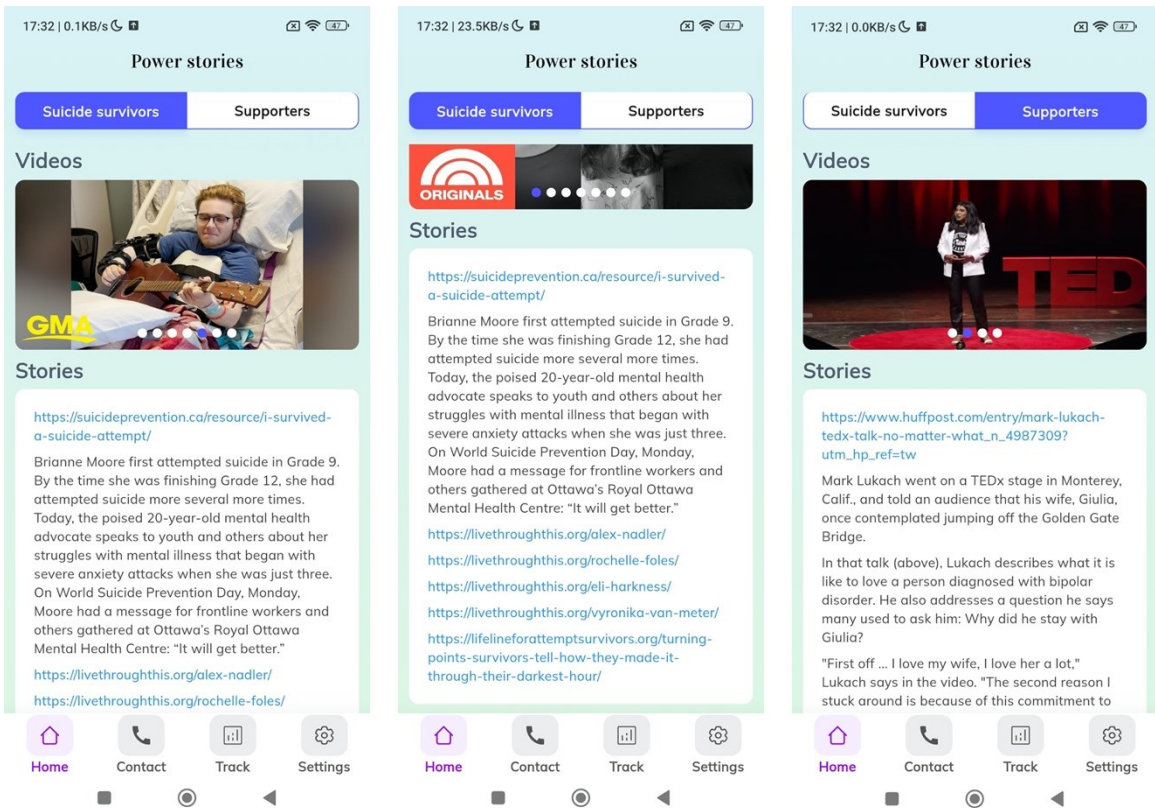 17:32 | 0.1KB/s
47
Power stories
Suicide survivors
Supporters
Videos
GMA
Stories
https://suicideprevention.ca/resource/i-survived-
a-suicide-attempt/
Brianne Moore first attempted suicide in Grade 9.
By the time she was finishing Grade 12, she had
attempted suicide more several more times.
Today, the poised 20-year-old mental health
advocate speaks to youth and others about her
struggles with mental illness that began with
severe anxiety attacks when she was just three.
On World Suicide Prevention Day, Monday,
Moore had a message for frontline workers and
others gathered at Ottawa's Royal Ottawa
Mental Health Centre: “It will get better.”
https://livethroughthis.org/alex-nadler/
https://livethroughthis.org/rochelle-foles/
Home
Contact
Track
Settings
17:32 | 23.5KB/s
47
Power stories
Suicide survivors
Supporters
ORIGINALS
Stories
https://suicideprevention.ca/resource/i-survived-
a-suicide-attempt/
Brianne Moore first attempted suicide in Grade 9.
By the time she was finishing Grade 12, she had
attempted suicide more several more times.
Today, the poised 20-year-old mental health
advocate speaks to youth and others about her
struggles with mental illness that began with
severe anxiety attacks when she was just three.
On World Suicide Prevention Day, Monday,
Moore had a message for frontline workers and
others gathered at Ottawa's Royal Ottawa
Mental Health Centre: “It will get better.”
https://livethroughthis.org/alex-nadler/
https://livethroughthis.org/rochelle-foles/
https://livethroughthis.org/eli-harkness/
https://livethroughthis.org/vyronika-van-meter/
https://lifelineforattemptsurvivors.org/turning-
points-survivors-tell-how-they-made-it-
through-their-darkest-hour/
Home
Contact
Track
Settings
17:32 | 0.0KB/s
47
Power stories
Suicide survivors
Supporters
Videos
TED
Stories
https://www.huffpost.com/entry/mark-lukach-
tedx-talk-no-matter-what_n_4987309?
utm_hp_ref=tw
Mark Lukach went on a TEDx stage in Monterey,
Calif., and told an audience that his wife, Giulia,
once contemplated jumping off the Golden Gate
Bridge.
In that talk (above), Lukach describes what it is
like to love a person diagnosed with bipolar
disorder. He also addresses a question he says
many used to ask him: Why did he stay with
Giulia?
"First off ... I love my wife, I love her a lot,"
Lukach says in the video. "The second reason I
stuck around is because of this commitment to
Home
Contact
Track
Settings